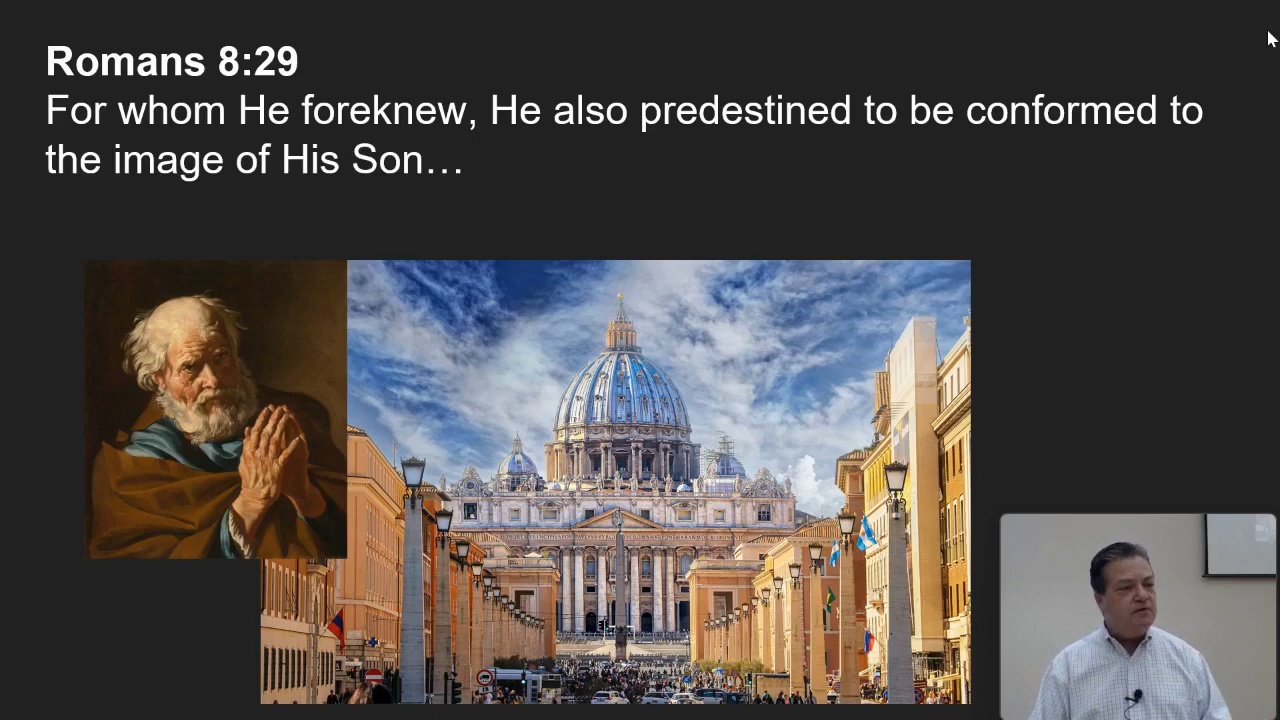 Romans 8:29
For whom He foreknew, He also predestined to be conformed to
the image of His Son…